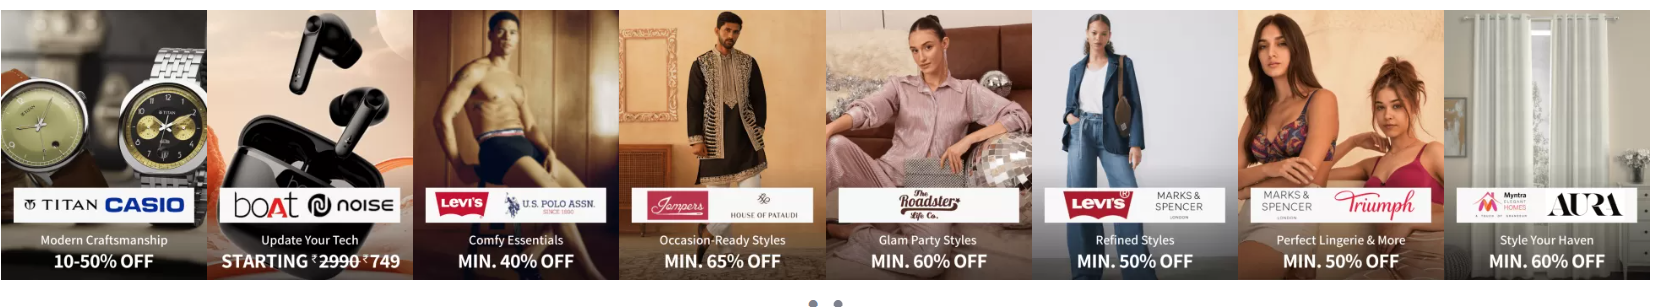 TITAN CASIO
Modern Craftsmanship
10-50% OFF
boAt noise
Update Your Tech
STARTING ₹2990 ₹749
LEVI'S U.S. POLO ASSN.
SINCE 1890
Comfy Essentials
MIN. 40% OFF
Jompers HOUSE OF PATAUDI
Occasion-Ready Styles
MIN. 65% OFF
The
Roadster
Life Co.
Glam Party Styles
MIN. 60% OFF
LEVI'S® MARKS &
SPENCER
LONDON
Refined Styles
MIN. 50% OFF
MARKS &
SPENCER
LONDON
Triumph
Perfect Lingerie & More
MIN. 50% OFF
Myntra
ELEGANT
HOMES
AURA
Style Your Haven
MIN. 60% OFF